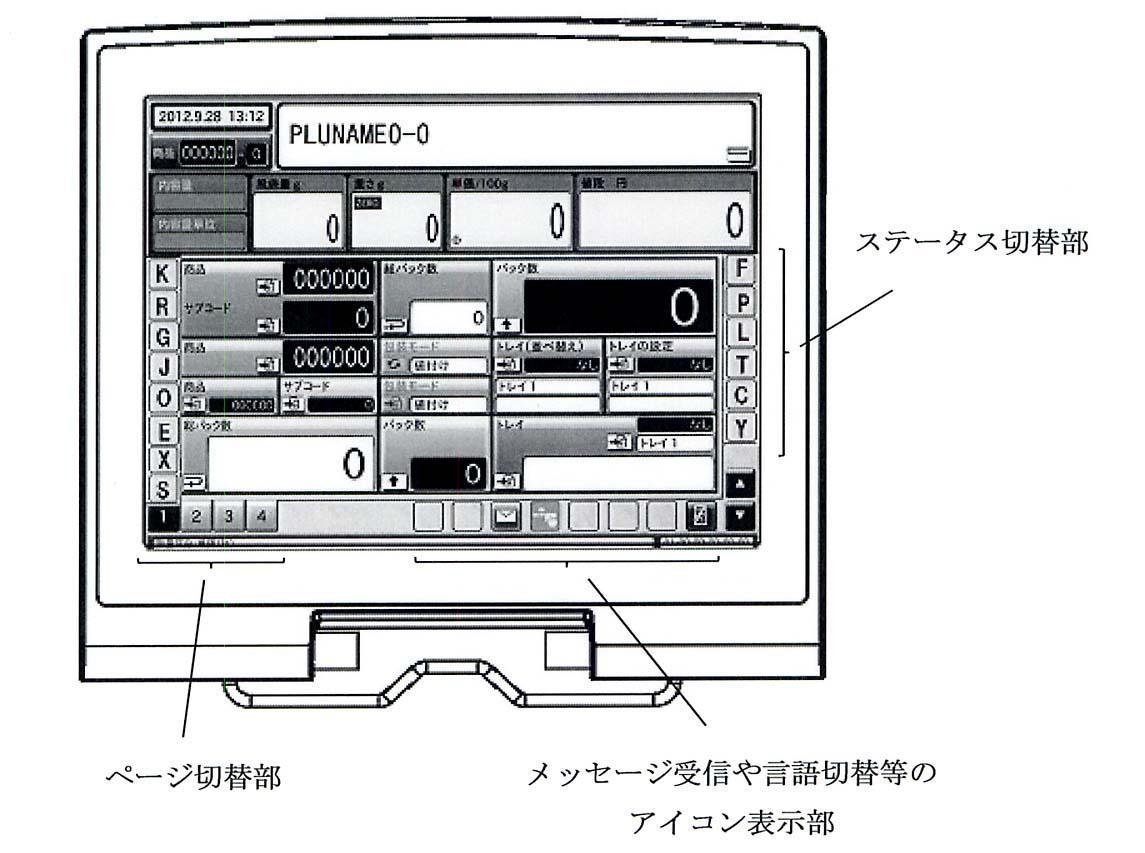 2012.9.28 13:12
PLUNAME0-0
商品 000000 - 0
内容量
風袋量 g
重さ g
単価/100g
値段 円
ZERO
0
0
0
0
内容量単位
ステータス切替部
K
R
G
J
O
E
X
S
商品
000000
サブコード
0
総パック数
0
パック数
0
商品
000000
包装モード
値付け
トレイ(並べ替え)
なし
トレイ1
トレイの設定
なし
トレイ1
商品
000000
サブコード
0
包装モード
値付け
総パック数
0
パック数
0
トレイ
なし
トレイ1
F
P
L
T
C
Y
1 2 3 4
ページ切替部
メッセージ受信や言語切替等の
アイコン表示部